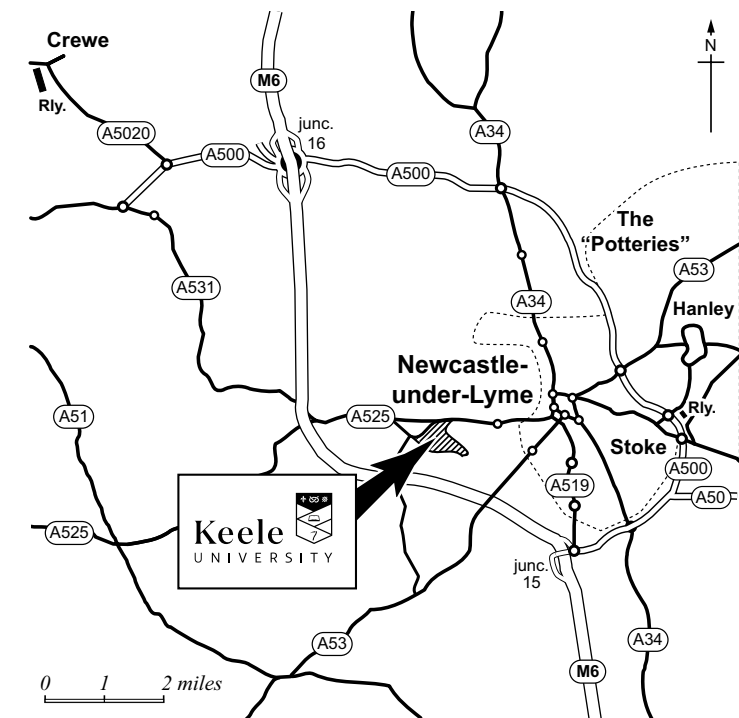 Crewe
Rly.
M6
N
junc.
16
A5020
A500
A34
A500
The
“Potteries”
A53
A531
A34
Hanley
Newcastle-
under-Lyme
A51
A525
Rly.
Stoke
A500
A519
A50
Keele
UNIVERSITY
7
A525
junc.
15
A53
A34
M6
0 1 2 miles